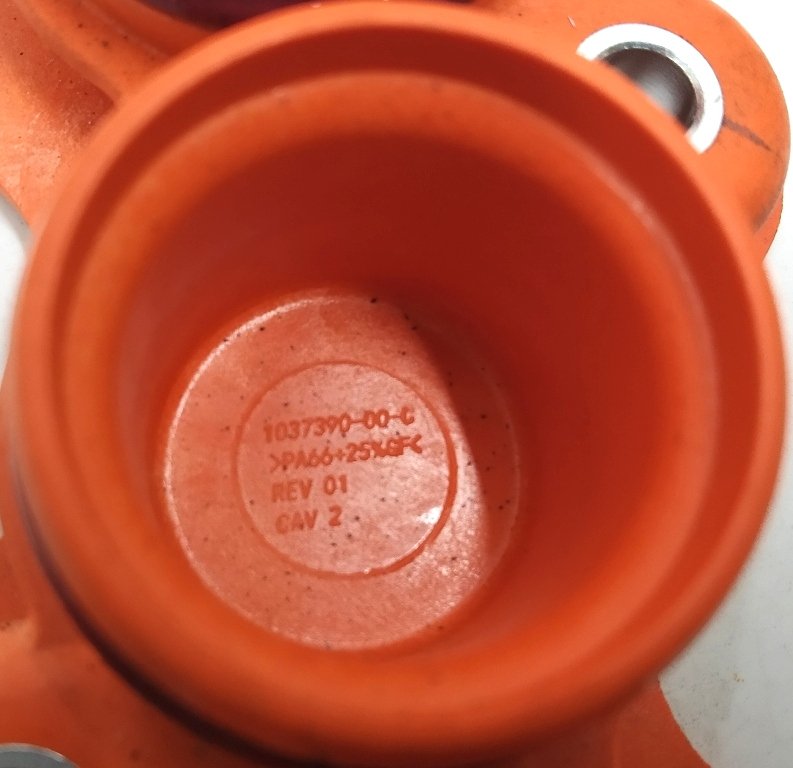 1037390-00-C
>PA66+25%GF<
REV 01
CAV 2